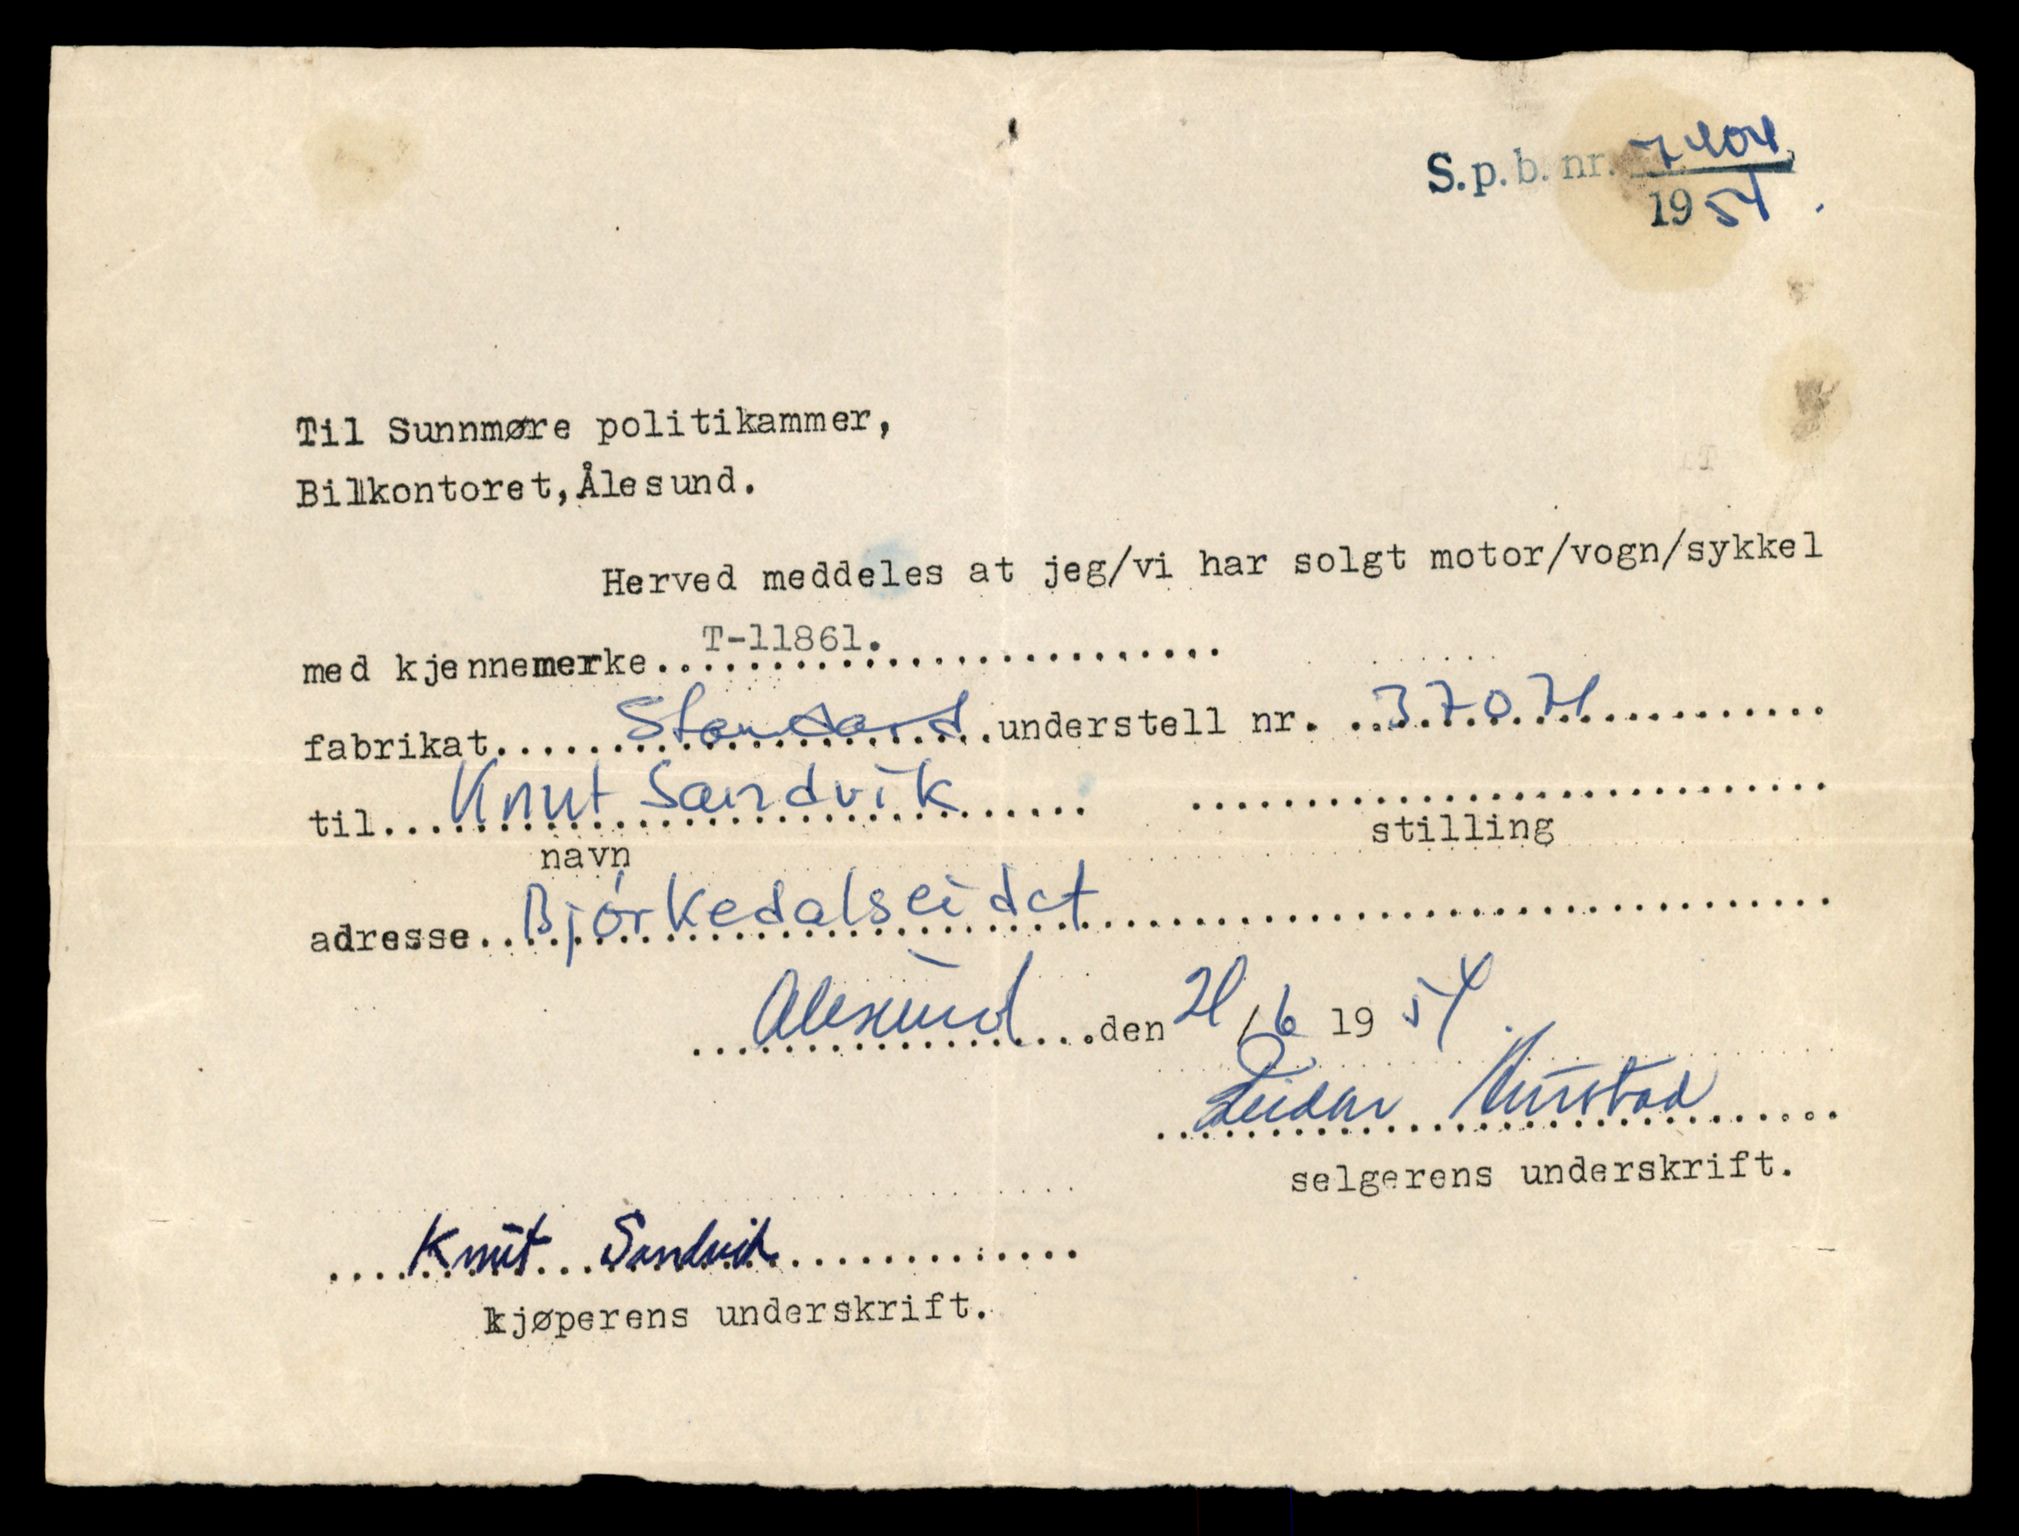 S.p.b. nr. 7404
1954
Til Sunnmøre politikammer,
Bilkontoret, Ålesund.
Herved meddeles at jeg/vi har solgt motor/vogn/sykkel
med kjennemerke T-11861.
fabrikat Standard understell nr.
til Knut Sandvik
navn
stilling
adresse Bjørkedalseidet
Ålesund den /6 1954
selgerens underskrift.
Knut Sandvik
kjøperens underskrift.